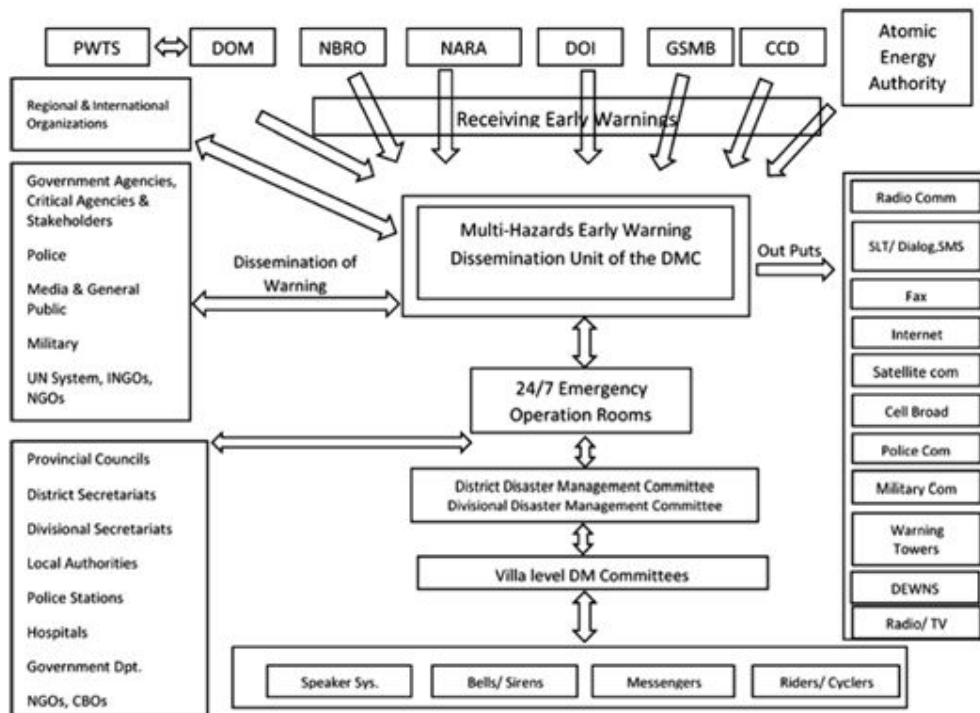 PWTS
DOM
NBRO
NARA
DOI
GSMB
CCD
Atomic
Energy
Authority
Regional & International
Organizations
Receiving Early Warnings
Government Agencies,
Critical Agencies &
Stakeholders
Police
Media & General
Public
Military
UN System, INGOs,
NGOs
Dissemination of
Warning
Multi-Hazards Early Warning
Dissemination Unit of the DMC
Out Puts
Radio Comm
SLT/ Dialog,SMS
Fax
Internet
Satellite com
Cell Broad
Police Com
Military Com
Warning
Towers
DEWNS
Radio/ TV
24/7 Emergency
Operation Rooms
District Disaster Management Committee
Divisional Disaster Management Committee
Villa level DM Committees
Provincial Councils
District Secretariats
Divisional Secretariats
Local Authorities
Police Stations
Hospitals
Government Dpt.
NGOs, CBOs
Speaker Sys.
Bells/ Sirens
Messengers
Riders/ Cyclers